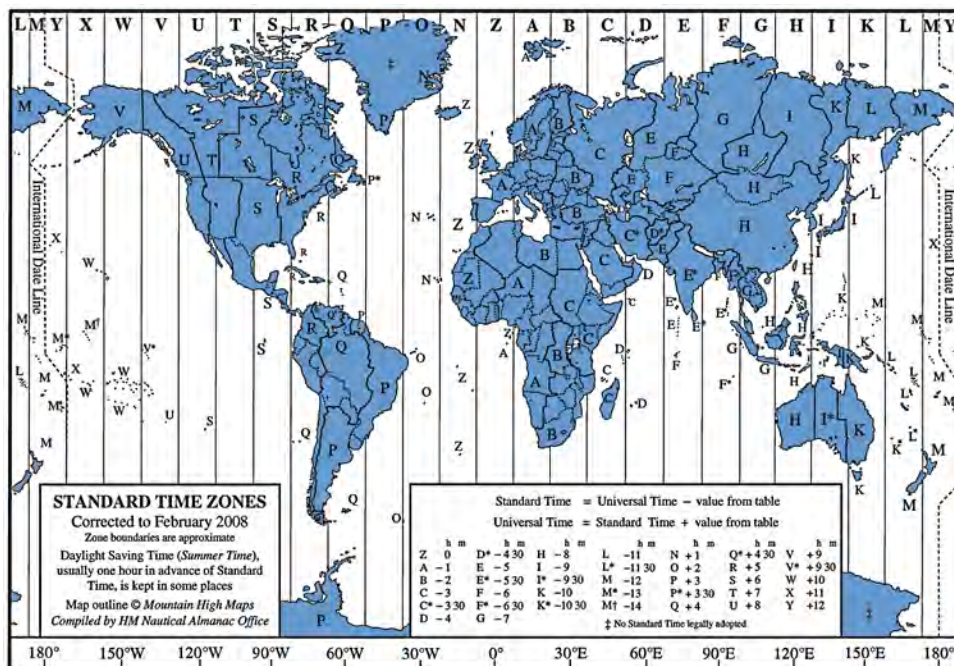 L M Y X W V U T S R Q P O N Z A B C D E F G H I K L M Y
Z ‡ N A
M V S P Z A B C E G I K L M
U T Q H K
R P* A B E F H L
S R N Z B C D* H I
International Date Line
X W Q N Z A B C D E* H X
International Date Line
S R Z C G K M
M M* V* S R Q O A B C D E F G H K
L M X W P O Z A C F* G H L
M* W U S R A B D* H I* K
M P Z L* M
Q O K M
P ‡
STANDARD TIME ZONES
Corrected to February 2008
Zone boundaries are approximate
Daylight Saving Time (Summer Time),
usually one hour in advance of Standard
Time, is kept in some places
Map outline © Mountain High Maps
Compiled by HM Nautical Almanac Office
Standard Time = Universal Time − value from table
Universal Time = Standard Time + value from table
h m h m h m h m h m h m h m
Z 0 D* −4 30 H −8 L −11 N +1 Q* +4 30 V +9
A −1 E −5 I −9 L* −11 30 O +2 R +5 V* +9 30
B −2 E* −5 30 I* −9 30 M −12 P +3 S +6 W +10
C −3 F −6 K −10 M* −13 P* +3 30 T +7 X +11
C* −3 30 F* −6 30 K* −10 30 M† −14 Q +4 U +8 Y +12
D −4 G −7 ‡ No Standard Time legally adopted
180° 150°W 120°W 90°W 60°W 30°W 0° 30°E 60°E 90°E 120°E 150°E 180°